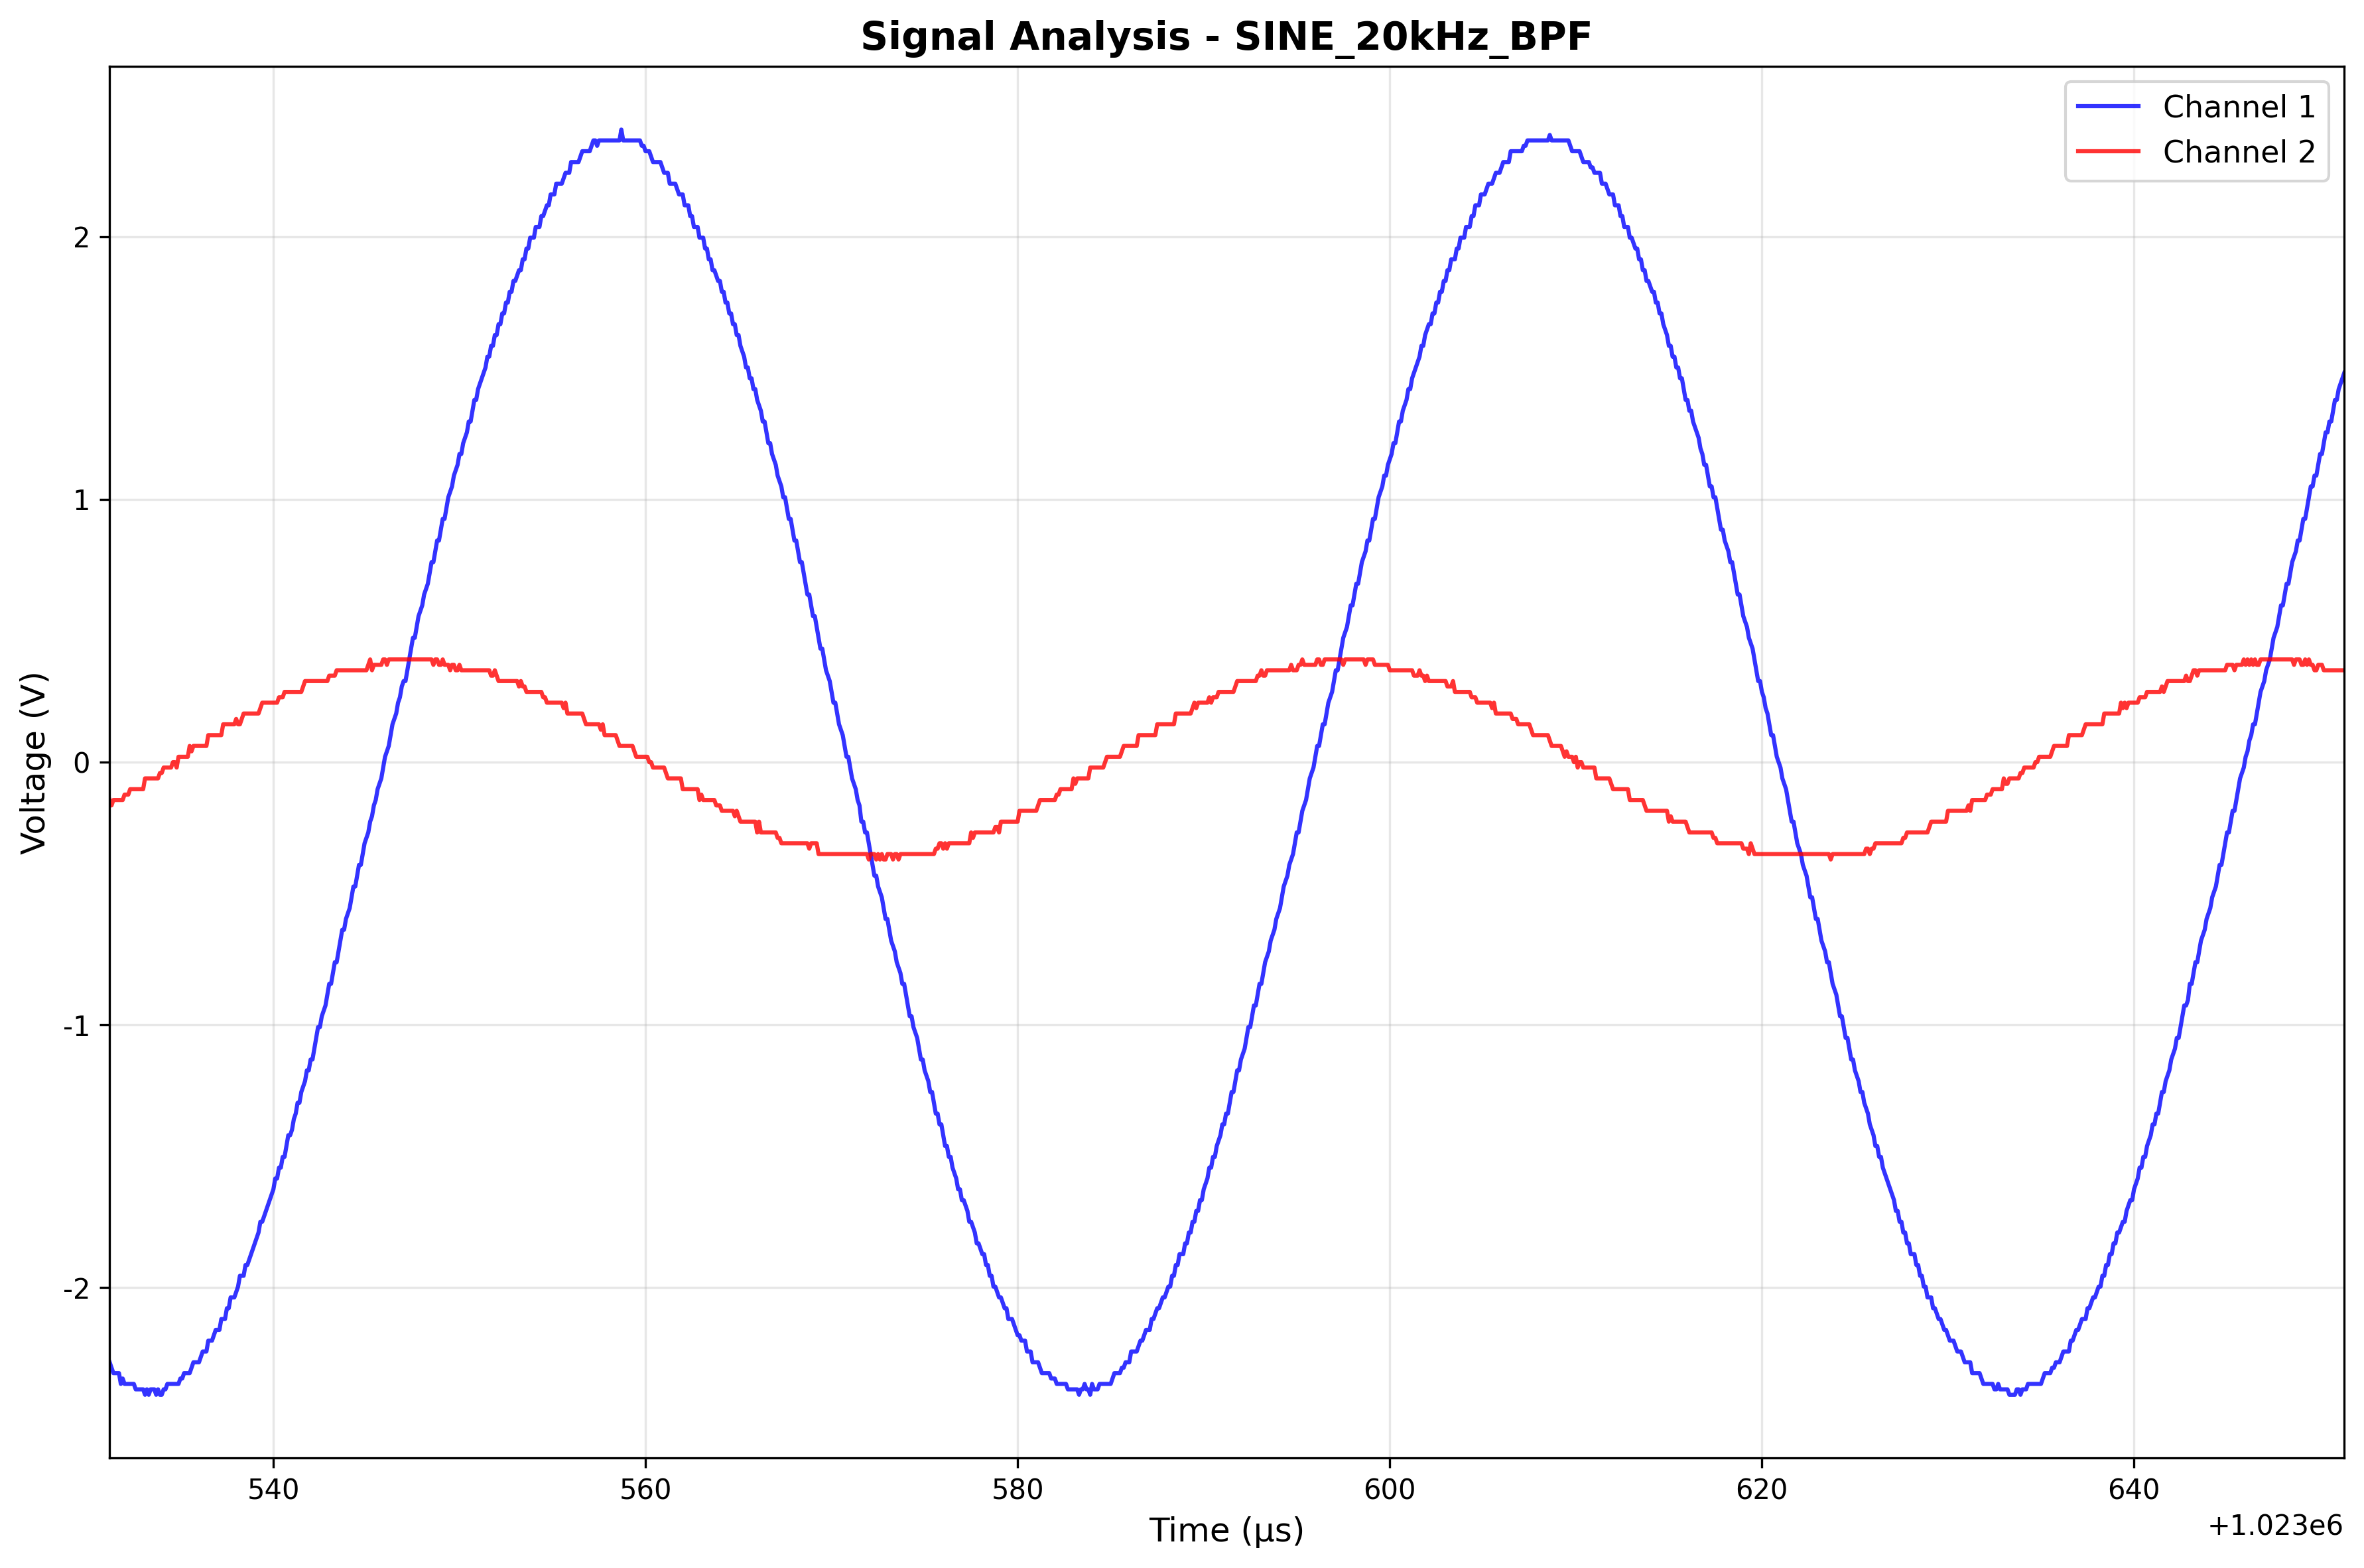 Signal Analysis - SINE_20kHz_BPF
Channel 1
Channel 2
Voltage (V)
2
1
0
-1
-2
540
560
580
600
620
640
Time (µs)
+1.023e6